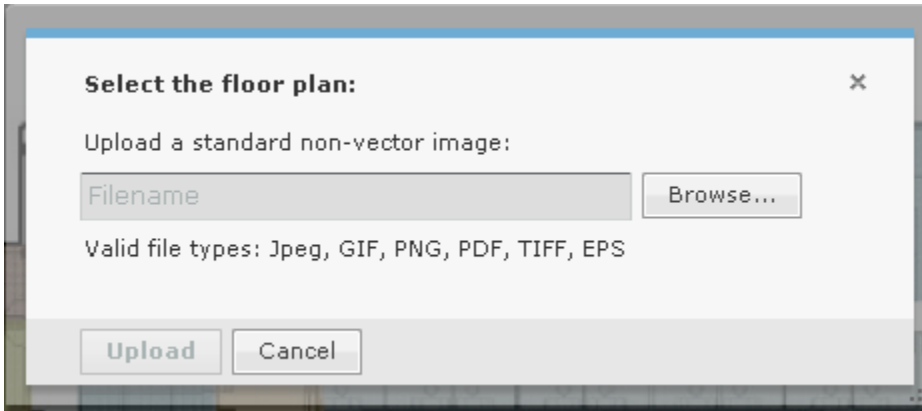 Select the floor plan:
Upload a standard non-vector image:
Filename
Browse...
Valid file types: Jpeg, GIF, PNG, PDF, TIFF, EPS
Upload
Cancel